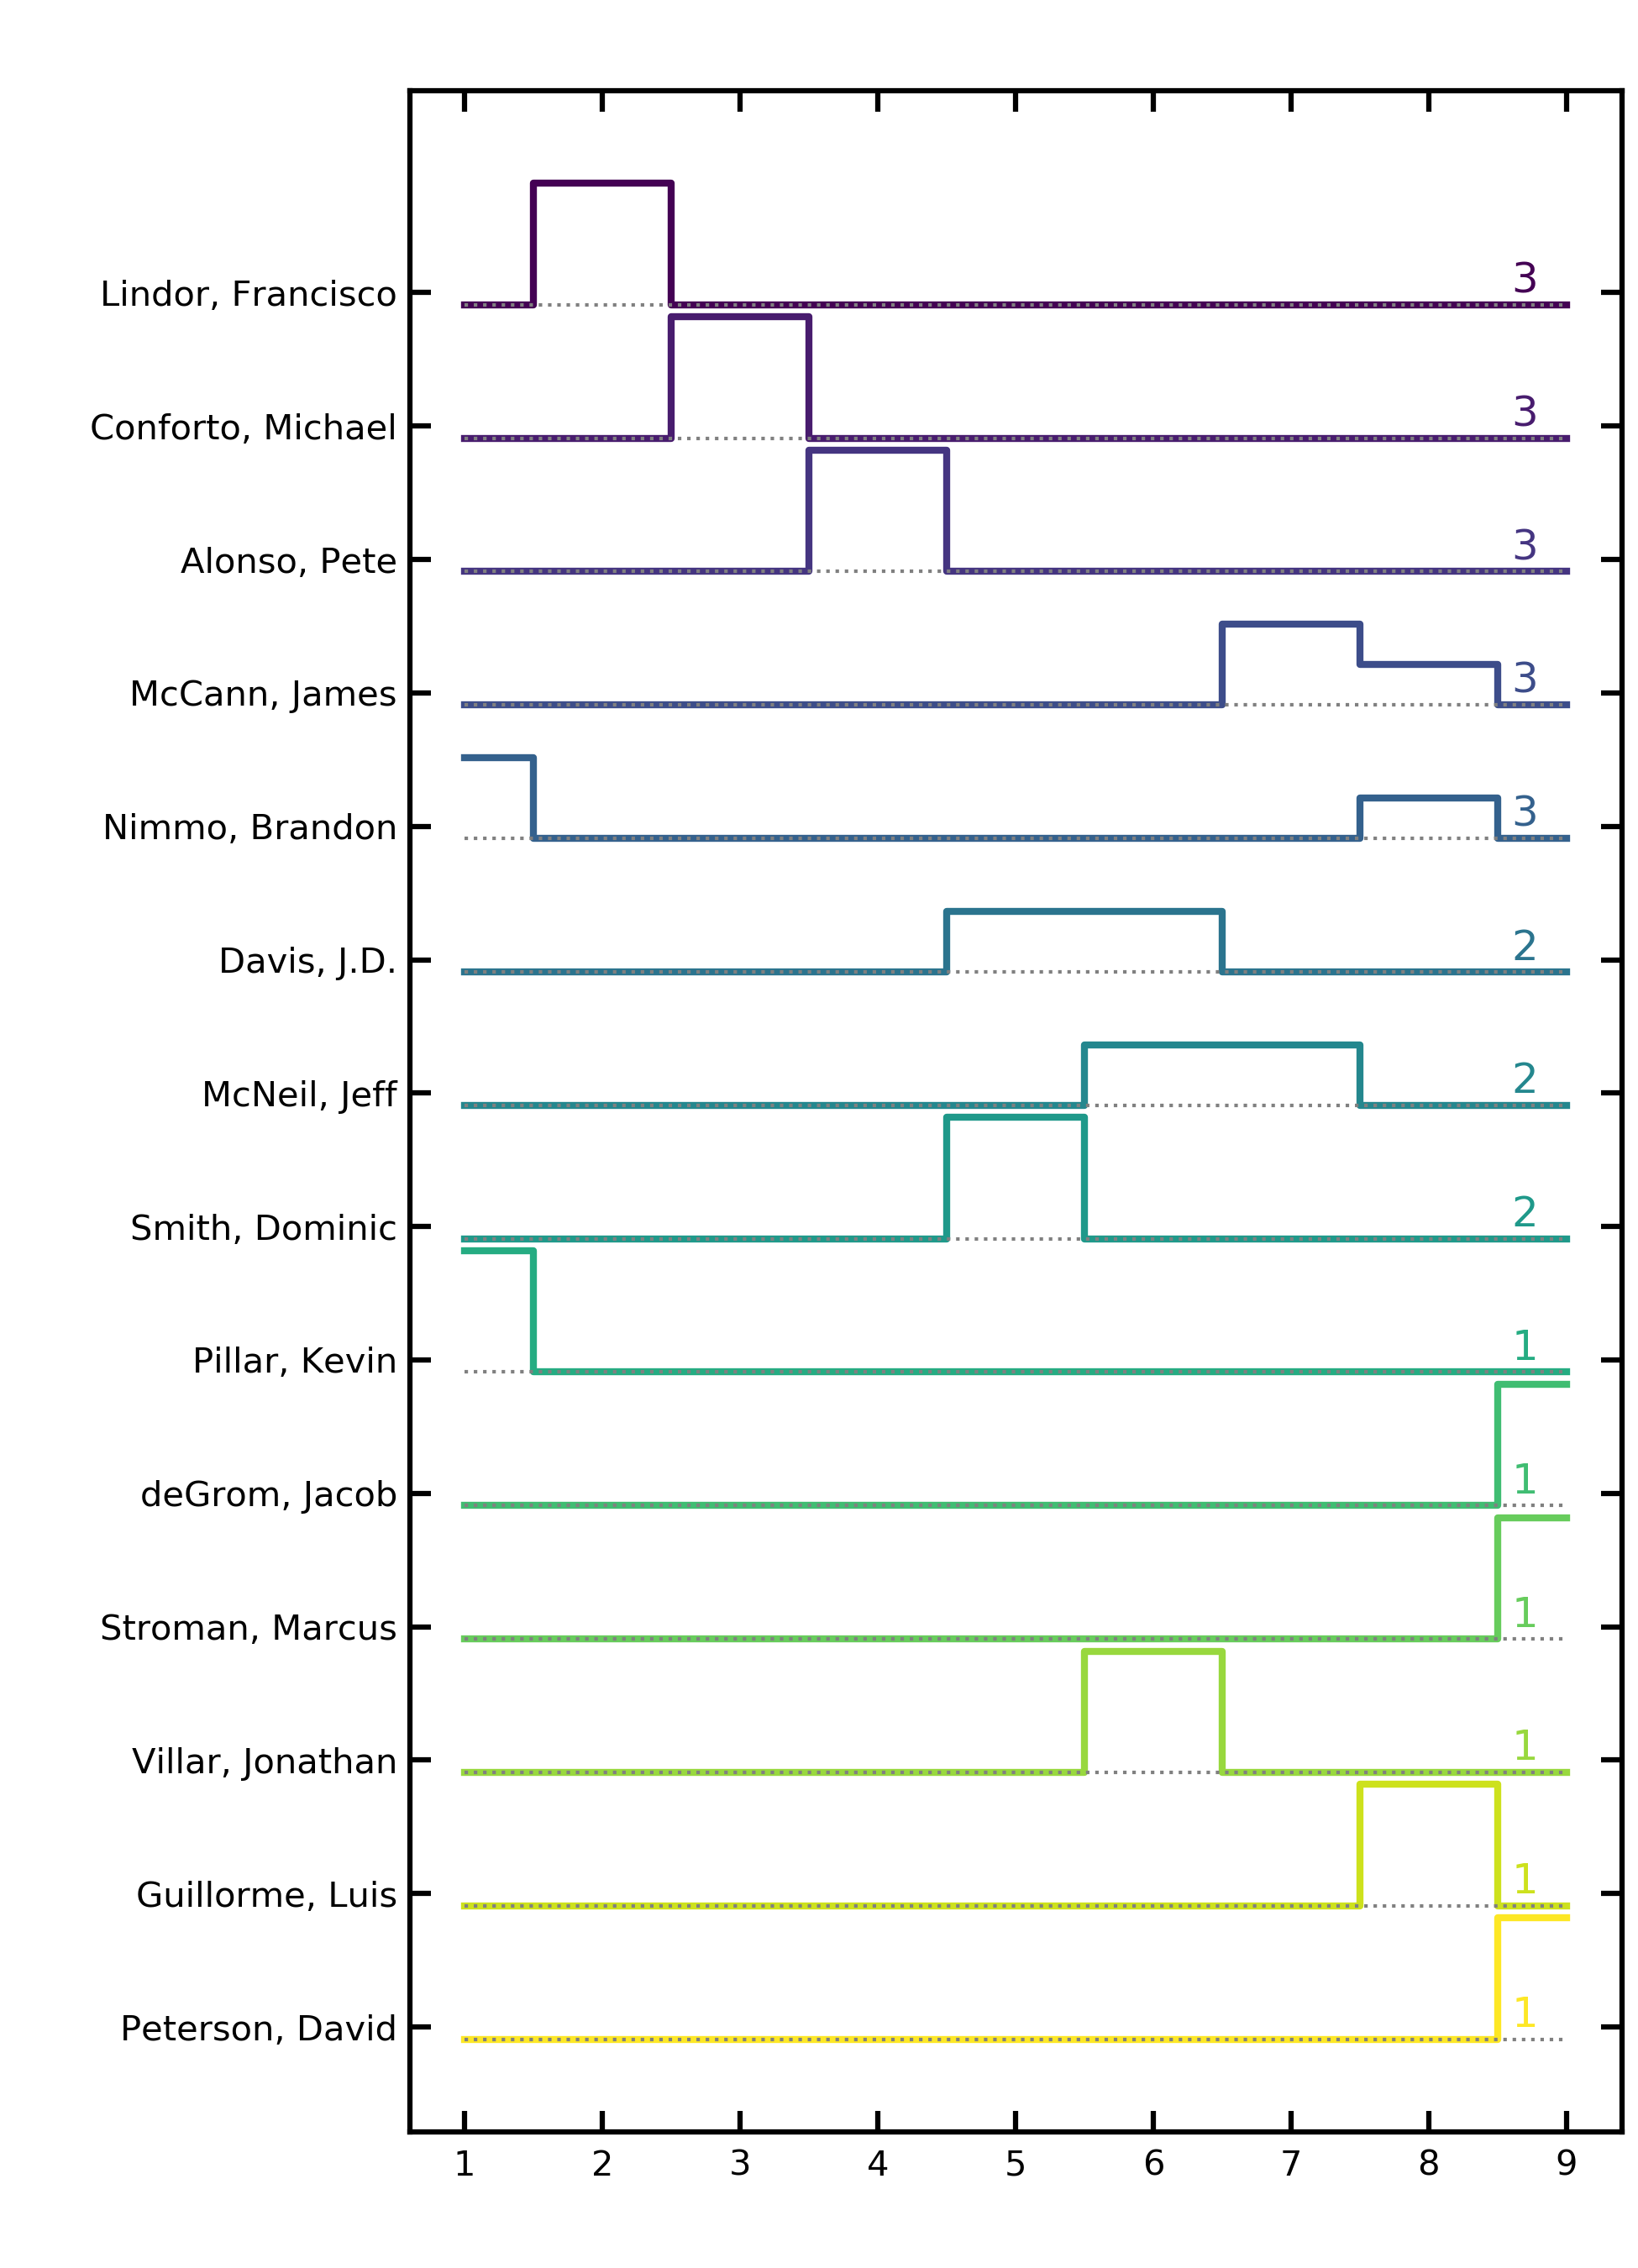 Lindor, Francisco 3
Conforto, Michael 3
Alonso, Pete 3
McCann, James 3
Nimmo, Brandon 3
Davis, J.D. 2
McNeil, Jeff 2
Smith, Dominic 2
Pillar, Kevin 1
deGrom, Jacob 1
Stroman, Marcus 1
Villar, Jonathan 1
Guillorme, Luis 1
Peterson, David 1
1 2 3 4 5 6 7 8 9